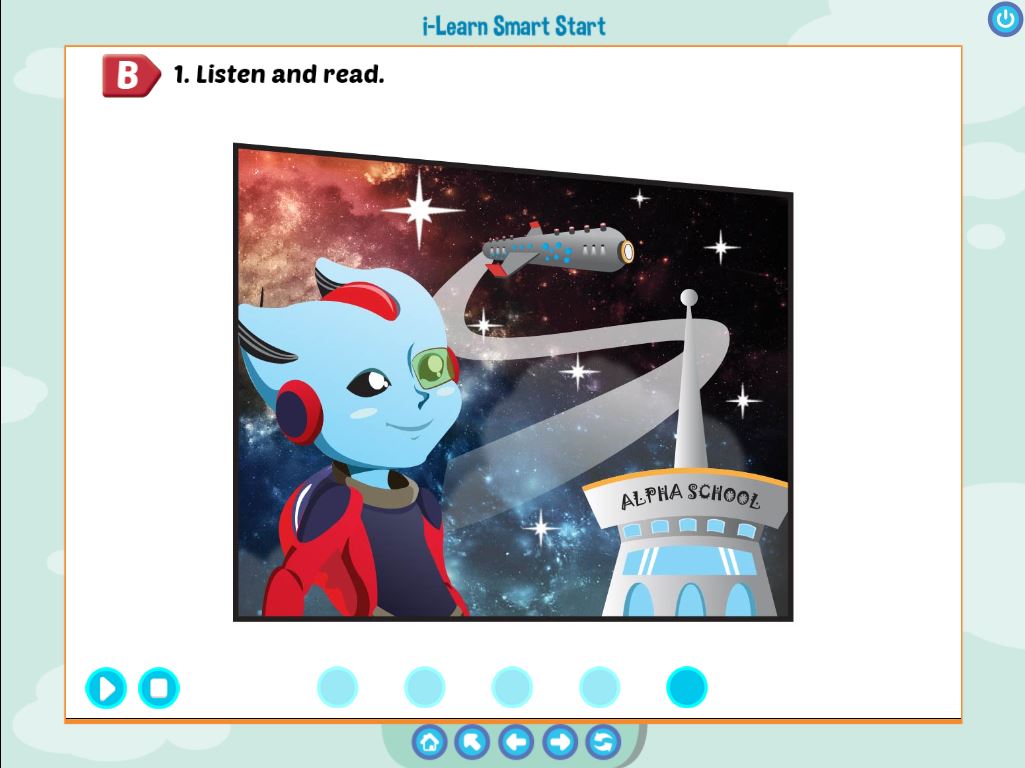 i-Learn Smart Start
B
1. Listen and read.
ALPHA SCHOOL